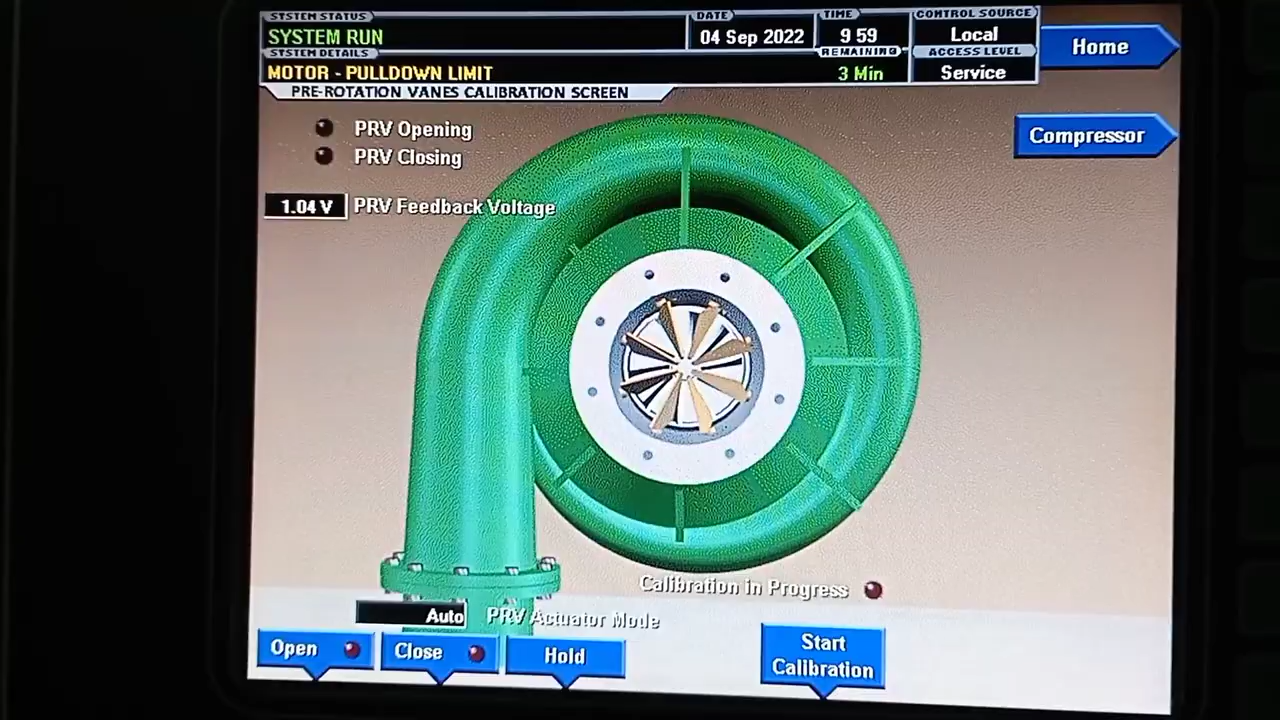 SYSTEM STATUS
SYSTEM RUN
SYSTEM DETAILS
MOTOR - PULLDOWN LIMIT
DATE
04 Sep 2022
TIME
9 59
REMAINING
3 Min
CONTROL SOURCE
Local
ACCESS LEVEL
Service
Home
PRE-ROTATION VANES CALIBRATION SCREEN
Compressor
PRV Opening
PRV Closing
1.04 V PRV Feedback Voltage
Calibration in Progress
Auto PRV Actuator Mode
Open
Close
Hold
Start
Calibration